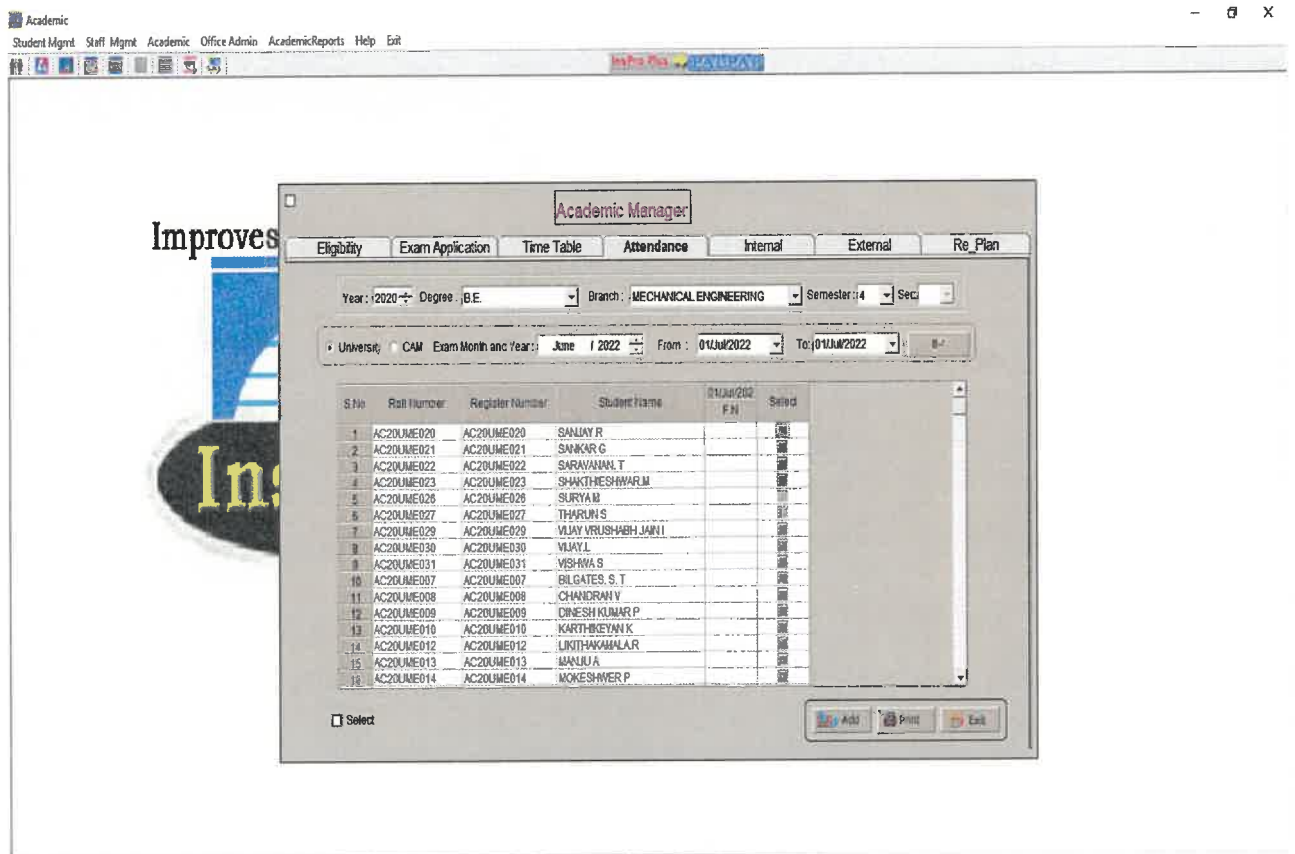 Academic
Student Mgmt Staff Mgmt Academic Office Admin AcademicReports Help Exit
InsPro Plus
Improves
Ins
Academic Manager
Eligibility Exam Application Time Table Attendance Internal External Re_Plan
Year : 2020 Degree : B.E. Branch : MECHANICAL ENGINEERING Semester : 4 Sec:
University CAM Exam Month and Year : June / 2022 From : 01/Jul/2022 To: 01/Jul/2022
S.No Roll Number Register Number Student Name 01/Jul/202 F.N Select
1 AC20UME020 AC20UME020 SANJAY R
2 AC20UME021 AC20UME021 SANKAR G
3 AC20UME022 AC20UME022 SARAVANAN. T
4 AC20UME023 AC20UME023 SHAKTHIESHWAR.M
5 AC20UME026 AC20UME026 SURYA M
6 AC20UME027 AC20UME027 THARUN S
7 AC20UME029 AC20UME029 VIJAY VRUSHABH JAIN I
8 AC20UME030 AC20UME030 VIJAY.L
9 AC20UME031 AC20UME031 VISHWA S
10 AC20UME007 AC20UME007 BILGATES. S. T
11 AC20UME008 AC20UME008 CHANDRAN V
12 AC20UME009 AC20UME009 DINESH KUMAR P
13 AC20UME010 AC20UME010 KARTHIKEYAN K
14 AC20UME012 AC20UME012 LIKITHAKAMALA.R
15 AC20UME013 AC20UME013 MANJU A
16 AC20UME014 AC20UME014 MOKESHWER P
Select Add Print Exit